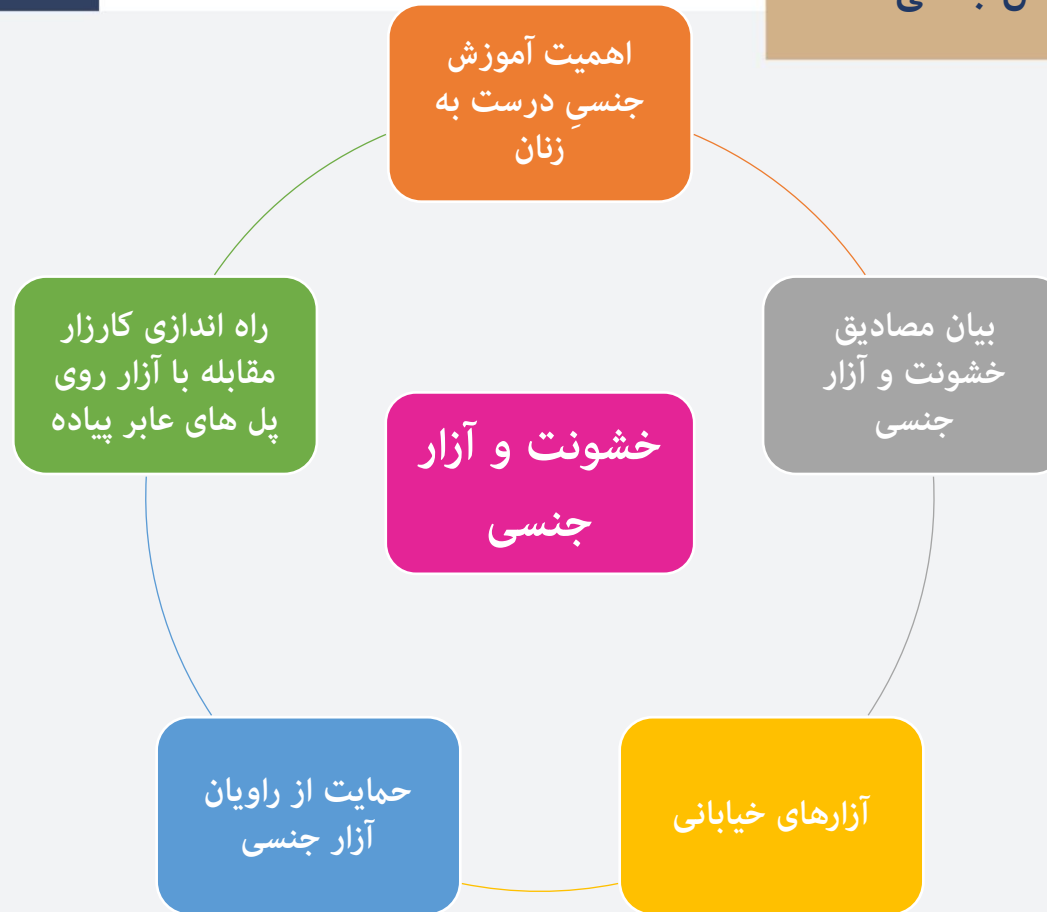 اهمیت آموزش
جنسیِ درست به
زنان
بیان مصادیق
خشونت و آزار
جنسی
آزارهای خیابانی
حمایت از راویان
آزار جنسی
راه اندازی کارزار
مقابله با آزار روی
پل های عابر پیاده
خشونت و آزار
جنسی